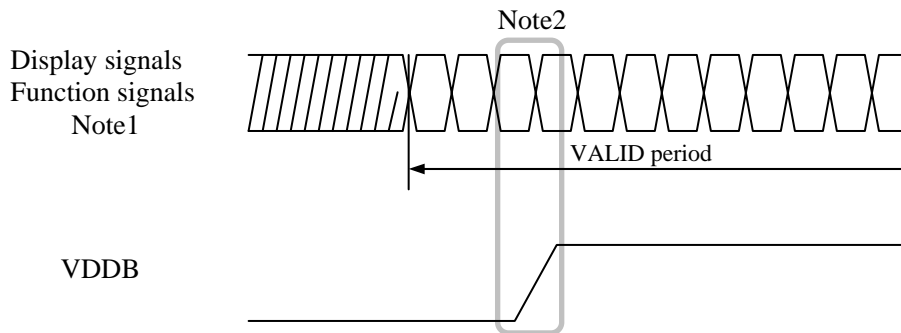 Note2
Display signals
Function signals
Note1
VALID period
VDDB